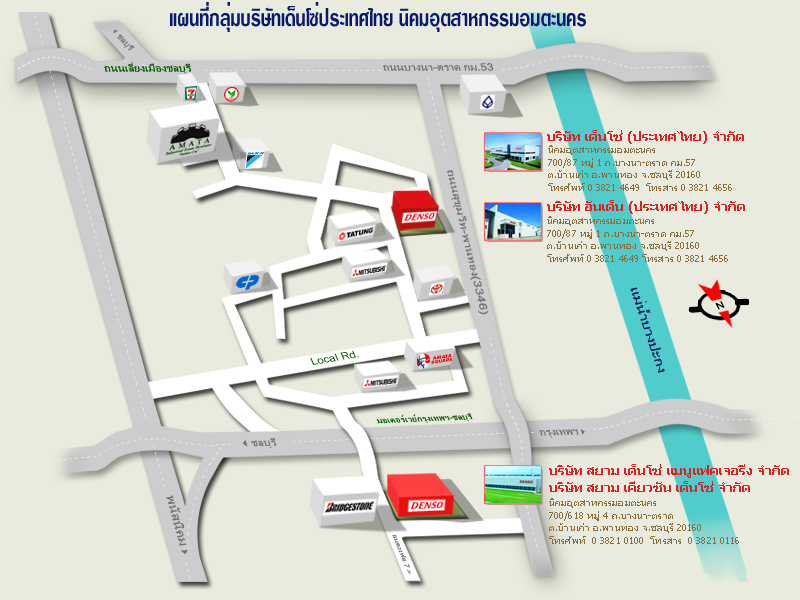 แผนที่กลุ่มบริษัทเด็นโซ่ประเทศไทย นิคมอุตสาหกรรมอมตะนคร
ชลบุรี
ถนนเลี่ยงเมืองชลบุรี
ถนนบางนา-ตราด กม.53
7
AMATA
DAIKIN
บริษัท เด็นโซ่ (ประเทศไทย) จำกัด
นิคมอุตสาหกรรมอมตะนคร
700/87 หมู่ 1 ถ.บางนา-ตราด กม.57
ต.บ้านเก่า อ.พานทอง จ.ชลบุรี 20160
โทรศัพท์ 0 3821 4649 โทรสาร 0 3821 4656
บริษัท อินเด็น (ประเทศไทย) จำกัด
นิคมอุตสาหกรรมอมตะนคร
700/87 หมู่ 1 ถ.บางนา-ตราด กม.57
ต.บ้านเก่า อ.พานทอง จ.ชลบุรี 20160
โทรศัพท์ 0 3821 4649 โทรสาร 0 3821 4656
ถนนสุขุมวิท-พานทอง(3346)
DENSO
TATUNG
MITSUBISHI
CP
แม่น้ำบางปะกง
N
Local Rd.
AMATA
SQUARE
MITSUBISHI
มอเตอร์เวย์กรุงเทพฯ-ชลบุรี
ชลบุรี
กรุงเทพฯ
พนัสนิคม
BRIDGESTONE
DENSO
บริษัท สยาม เด็นโซ่ แมนูแฟคเจอริ่ง จำกัด
บริษัท สยาม เคียวซัน เด็นโซ่ จำกัด
นิคมอุตสาหกรรมอมตะนคร
700/618 หมู่ 4 ถ.บางนา-ตราด
ต.บ้านเก่า อ.พานทอง จ.ชลบุรี 20160
โทรศัพท์ 0 3821 0100 โทรสาร 0 3821 0116